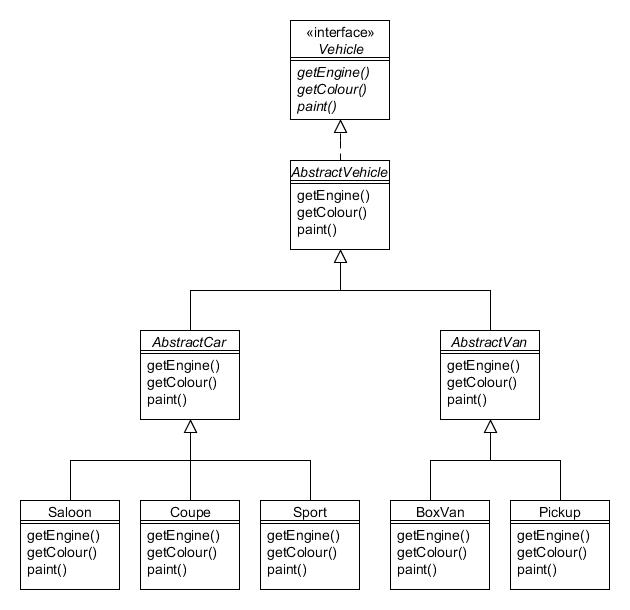 «interface»
Vehicle
getEngine()
getColour()
paint()
AbstractVehicle
getEngine()
getColour()
paint()
AbstractCar
getEngine()
getColour()
paint()
AbstractVan
getEngine()
getColour()
paint()
Saloon
getEngine()
getColour()
paint()
Coupe
getEngine()
getColour()
paint()
Sport
getEngine()
getColour()
paint()
BoxVan
getEngine()
getColour()
paint()
Pickup
getEngine()
getColour()
paint()